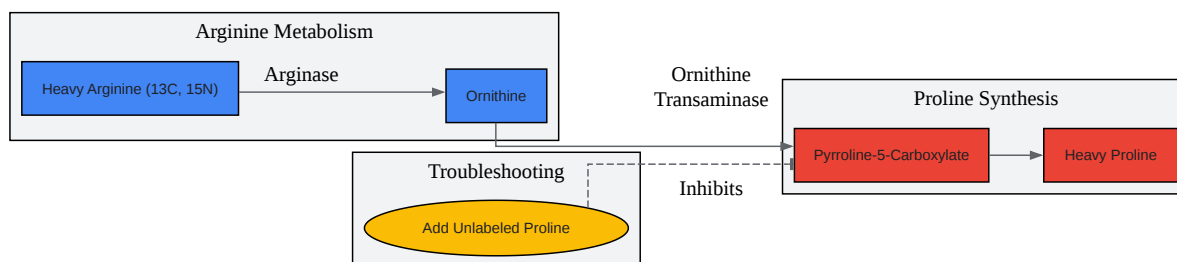 Arginine Metabolism
Heavy Arginine (13C, 15N)
Arginase
Ornithine
Ornithine
Transaminase
Proline Synthesis
Pyrroline-5-Carboxylate
Heavy Proline
Troubleshooting
Inhibits
Add Unlabeled Proline